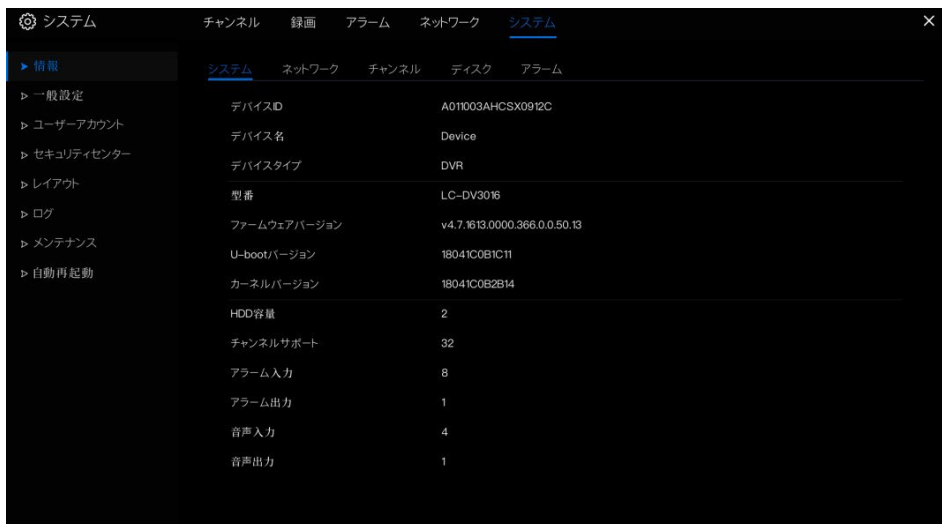 システム チャンネル 録画 アラーム ネットワーク システム ×
情報 システム ネットワーク チャンネル ディスク アラーム
一般設定
ユーザーアカウント
セキュリティセンター
レイアウト
ログ
メンテナンス
自動再起動
デバイスID A011003AHCSX0912C
デバイス名 Device
デバイスタイプ DVR
型番 LC-DV3016
ファームウェアバージョン v4.7.1613.0000.366.0.0.50.13
U-bootバージョン 18041C0B1C11
カーネルバージョン 18041C0B2B14
HDD容量 2
チャンネルサポート 32
アラーム入力 8
アラーム出力 1
音声入力 4
音声出力 1